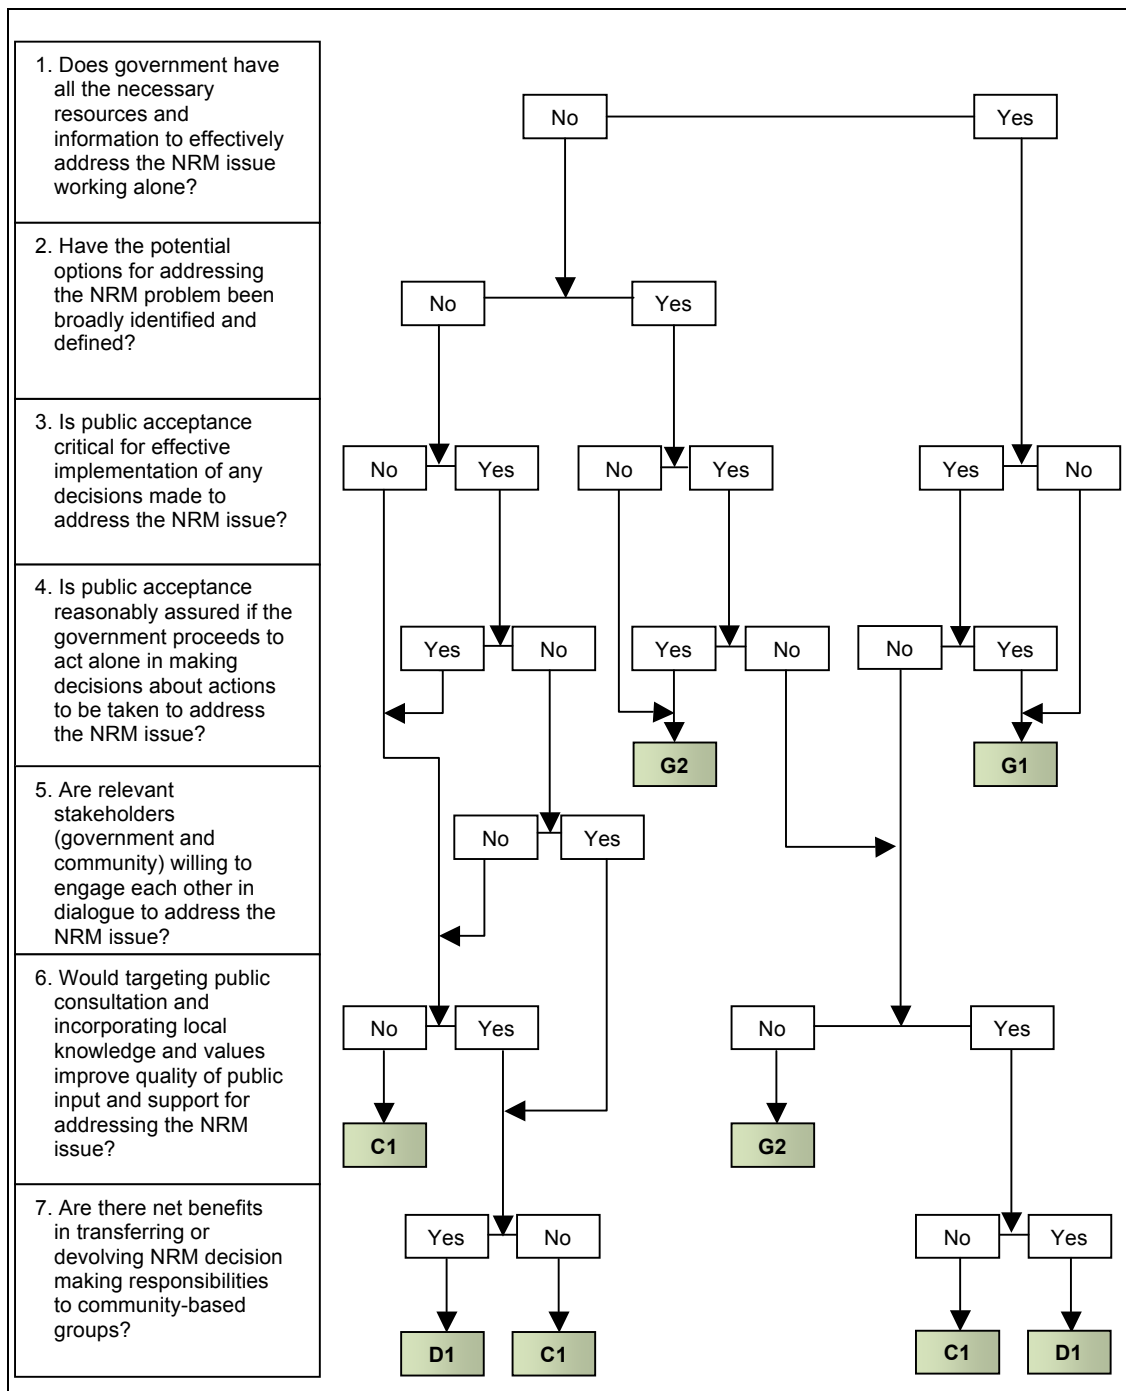 1. Does government have
all the necessary
resources and
information to effectively
address the NRM issue
working alone?
No
Yes
2. Have the potential
options for addressing
the NRM problem been
broadly identified and
defined?
No
Yes
3. Is public acceptance
critical for effective
implementation of any
decisions made to
address the NRM issue?
No
Yes
No
Yes
Yes
No
4. Is public acceptance
reasonably assured if the
government proceeds to
act alone in making
decisions about actions
to be taken to address
the NRM issue?
Yes
No
Yes
No
No
Yes
G2
G1
5. Are relevant
stakeholders
(government and
community) willing to
engage each other in
dialogue to address the
NRM issue?
No
Yes
6. Would targeting public
consultation and
incorporating local
knowledge and values
improve quality of public
input and support for
addressing the NRM
issue?
No
Yes
No
Yes
C1
G2
7. Are there net benefits
in transferring or
devolving NRM decision
making responsibilities
to community-based
groups?
Yes
No
No
Yes
D1
C1
C1
D1